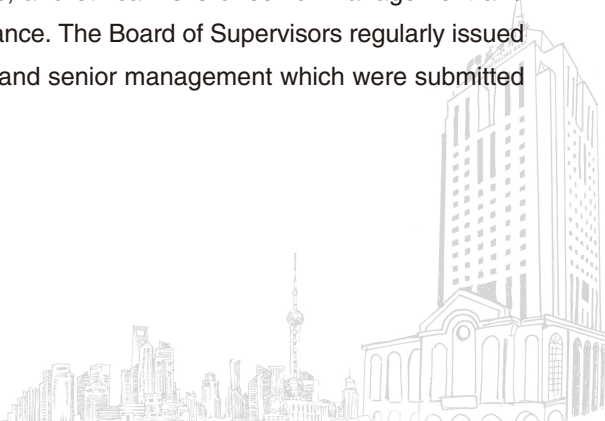 ance. The Board of Supervisors regularly issued
and senior management which were submitted